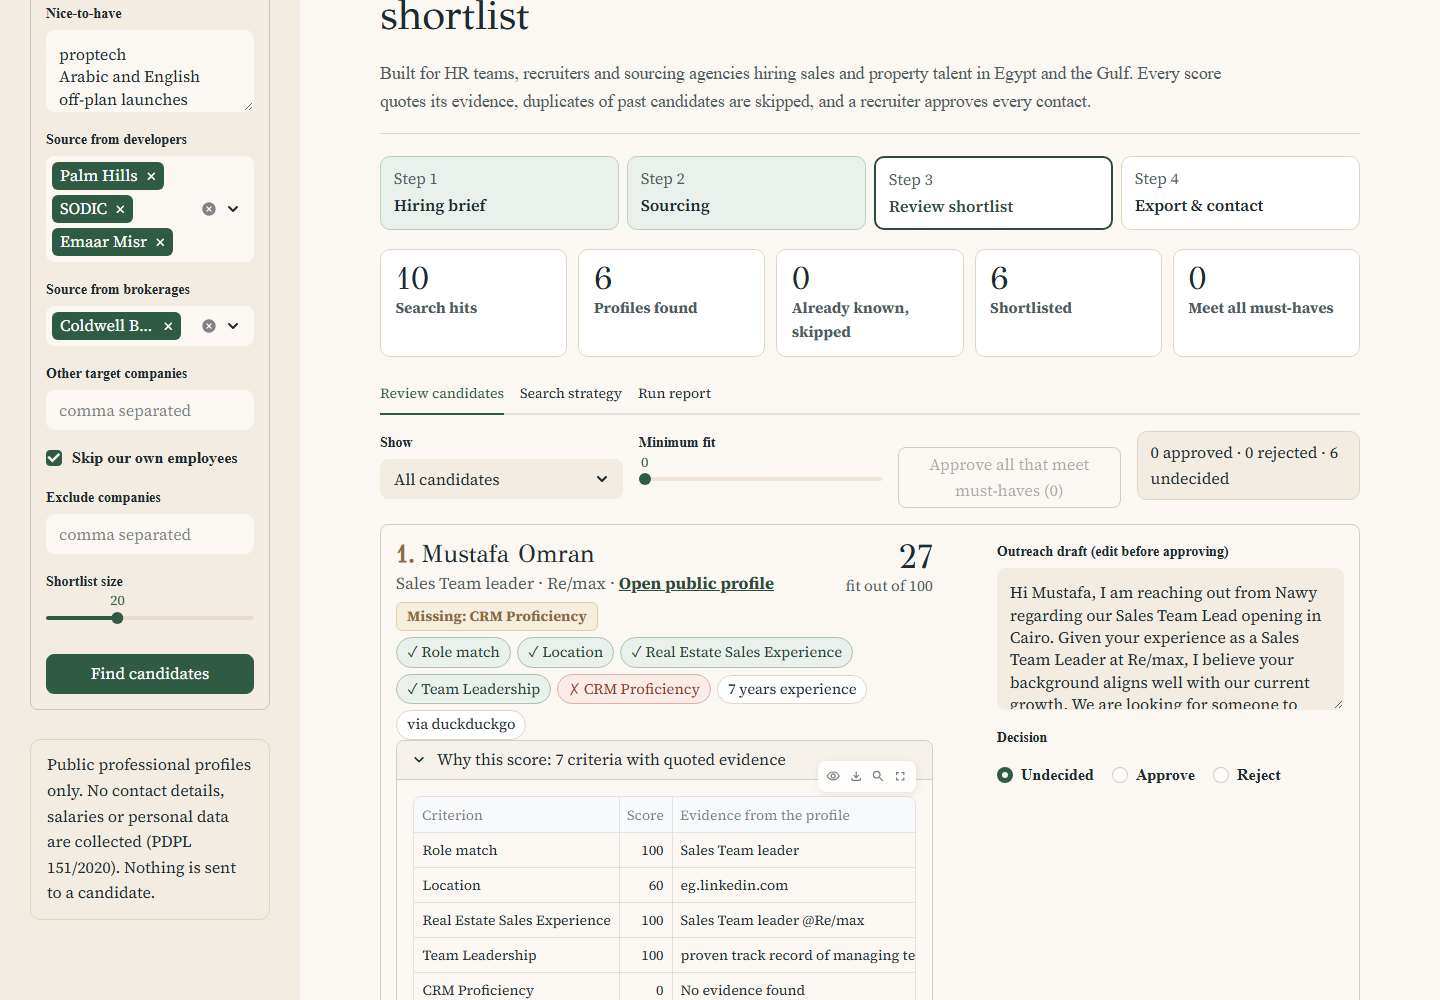 Nice-to-have
proptech
Arabic and English
off-plan launches
Source from developers
Palm Hills ×
SODIC ×
Emaar Misr ×
Source from brokerages
Coldwell B... ×
Other target companies
comma separated
Skip our own employees
Exclude companies
comma separated
Shortlist size
20
Find candidates
Public professional profiles
only. No contact details,
salaries or personal data
are collected (PDPL
151/2020). Nothing is sent
to a candidate.
shortlist
Built for HR teams, recruiters and sourcing agencies hiring sales and property talent in Egypt and the Gulf. Every score
quotes its evidence, duplicates of past candidates are skipped, and a recruiter approves every contact.
Step 1
Hiring brief
Step 2
Sourcing
Step 3
Review shortlist
Step 4
Export & contact
10
Search hits
6
Profiles found
0
Already known,
skipped
6
Shortlisted
0
Meet all must-haves
Review candidates Search strategy Run report
Show
All candidates
Minimum fit
0
Approve all that meet
must-haves (0)
0 approved · 0 rejected · 6
undecided
1. Mustafa Omran
27
Sales Team leader · Re/max · Open public profile
fit out of 100
Missing: CRM Proficiency
✓ Role match ✓ Location ✓ Real Estate Sales Experience
✓ Team Leadership ✗ CRM Proficiency 7 years experience
via duckduckgo
Why this score: 7 criteria with quoted evidence
Criterion Score Evidence from the profile
Role match 100 Sales Team leader
Location 60 eg.linkedin.com
Real Estate Sales Experience 100 Sales Team leader @Re/max
Team Leadership 100 proven track record of managing te
CRM Proficiency 0 No evidence found
Outreach draft (edit before approving)
Hi Mustafa, I am reaching out from Nawy
regarding our Sales Team Lead opening in
Cairo. Given your experience as a Sales
Team Leader at Re/max, I believe your
background aligns well with our current
growth. We are looking for someone to
Decision
Undecided Approve Reject